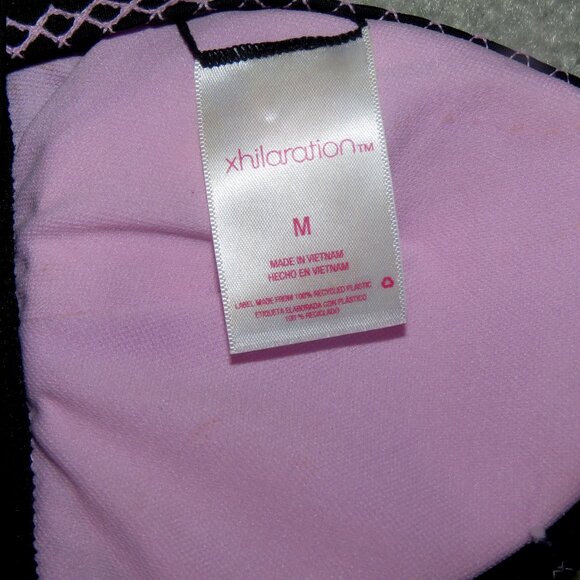 xhilaration™
M
MADE IN VIETNAM
HECHO EN VIETNAM
LABEL MADE FROM 100% RECYCLED PLASTIC
ETIQUETA ELABORADA CON PLÁSTICO
100 % RECICLADO